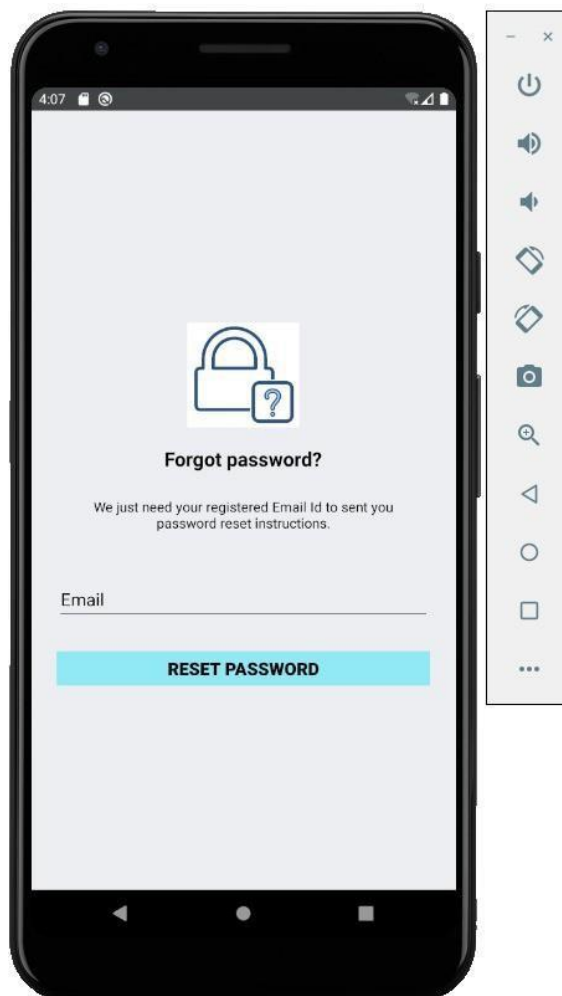 4:07
?
Forgot password?
We just need your registered Email Id to sent you
password reset instructions.
Email
RESET PASSWORD